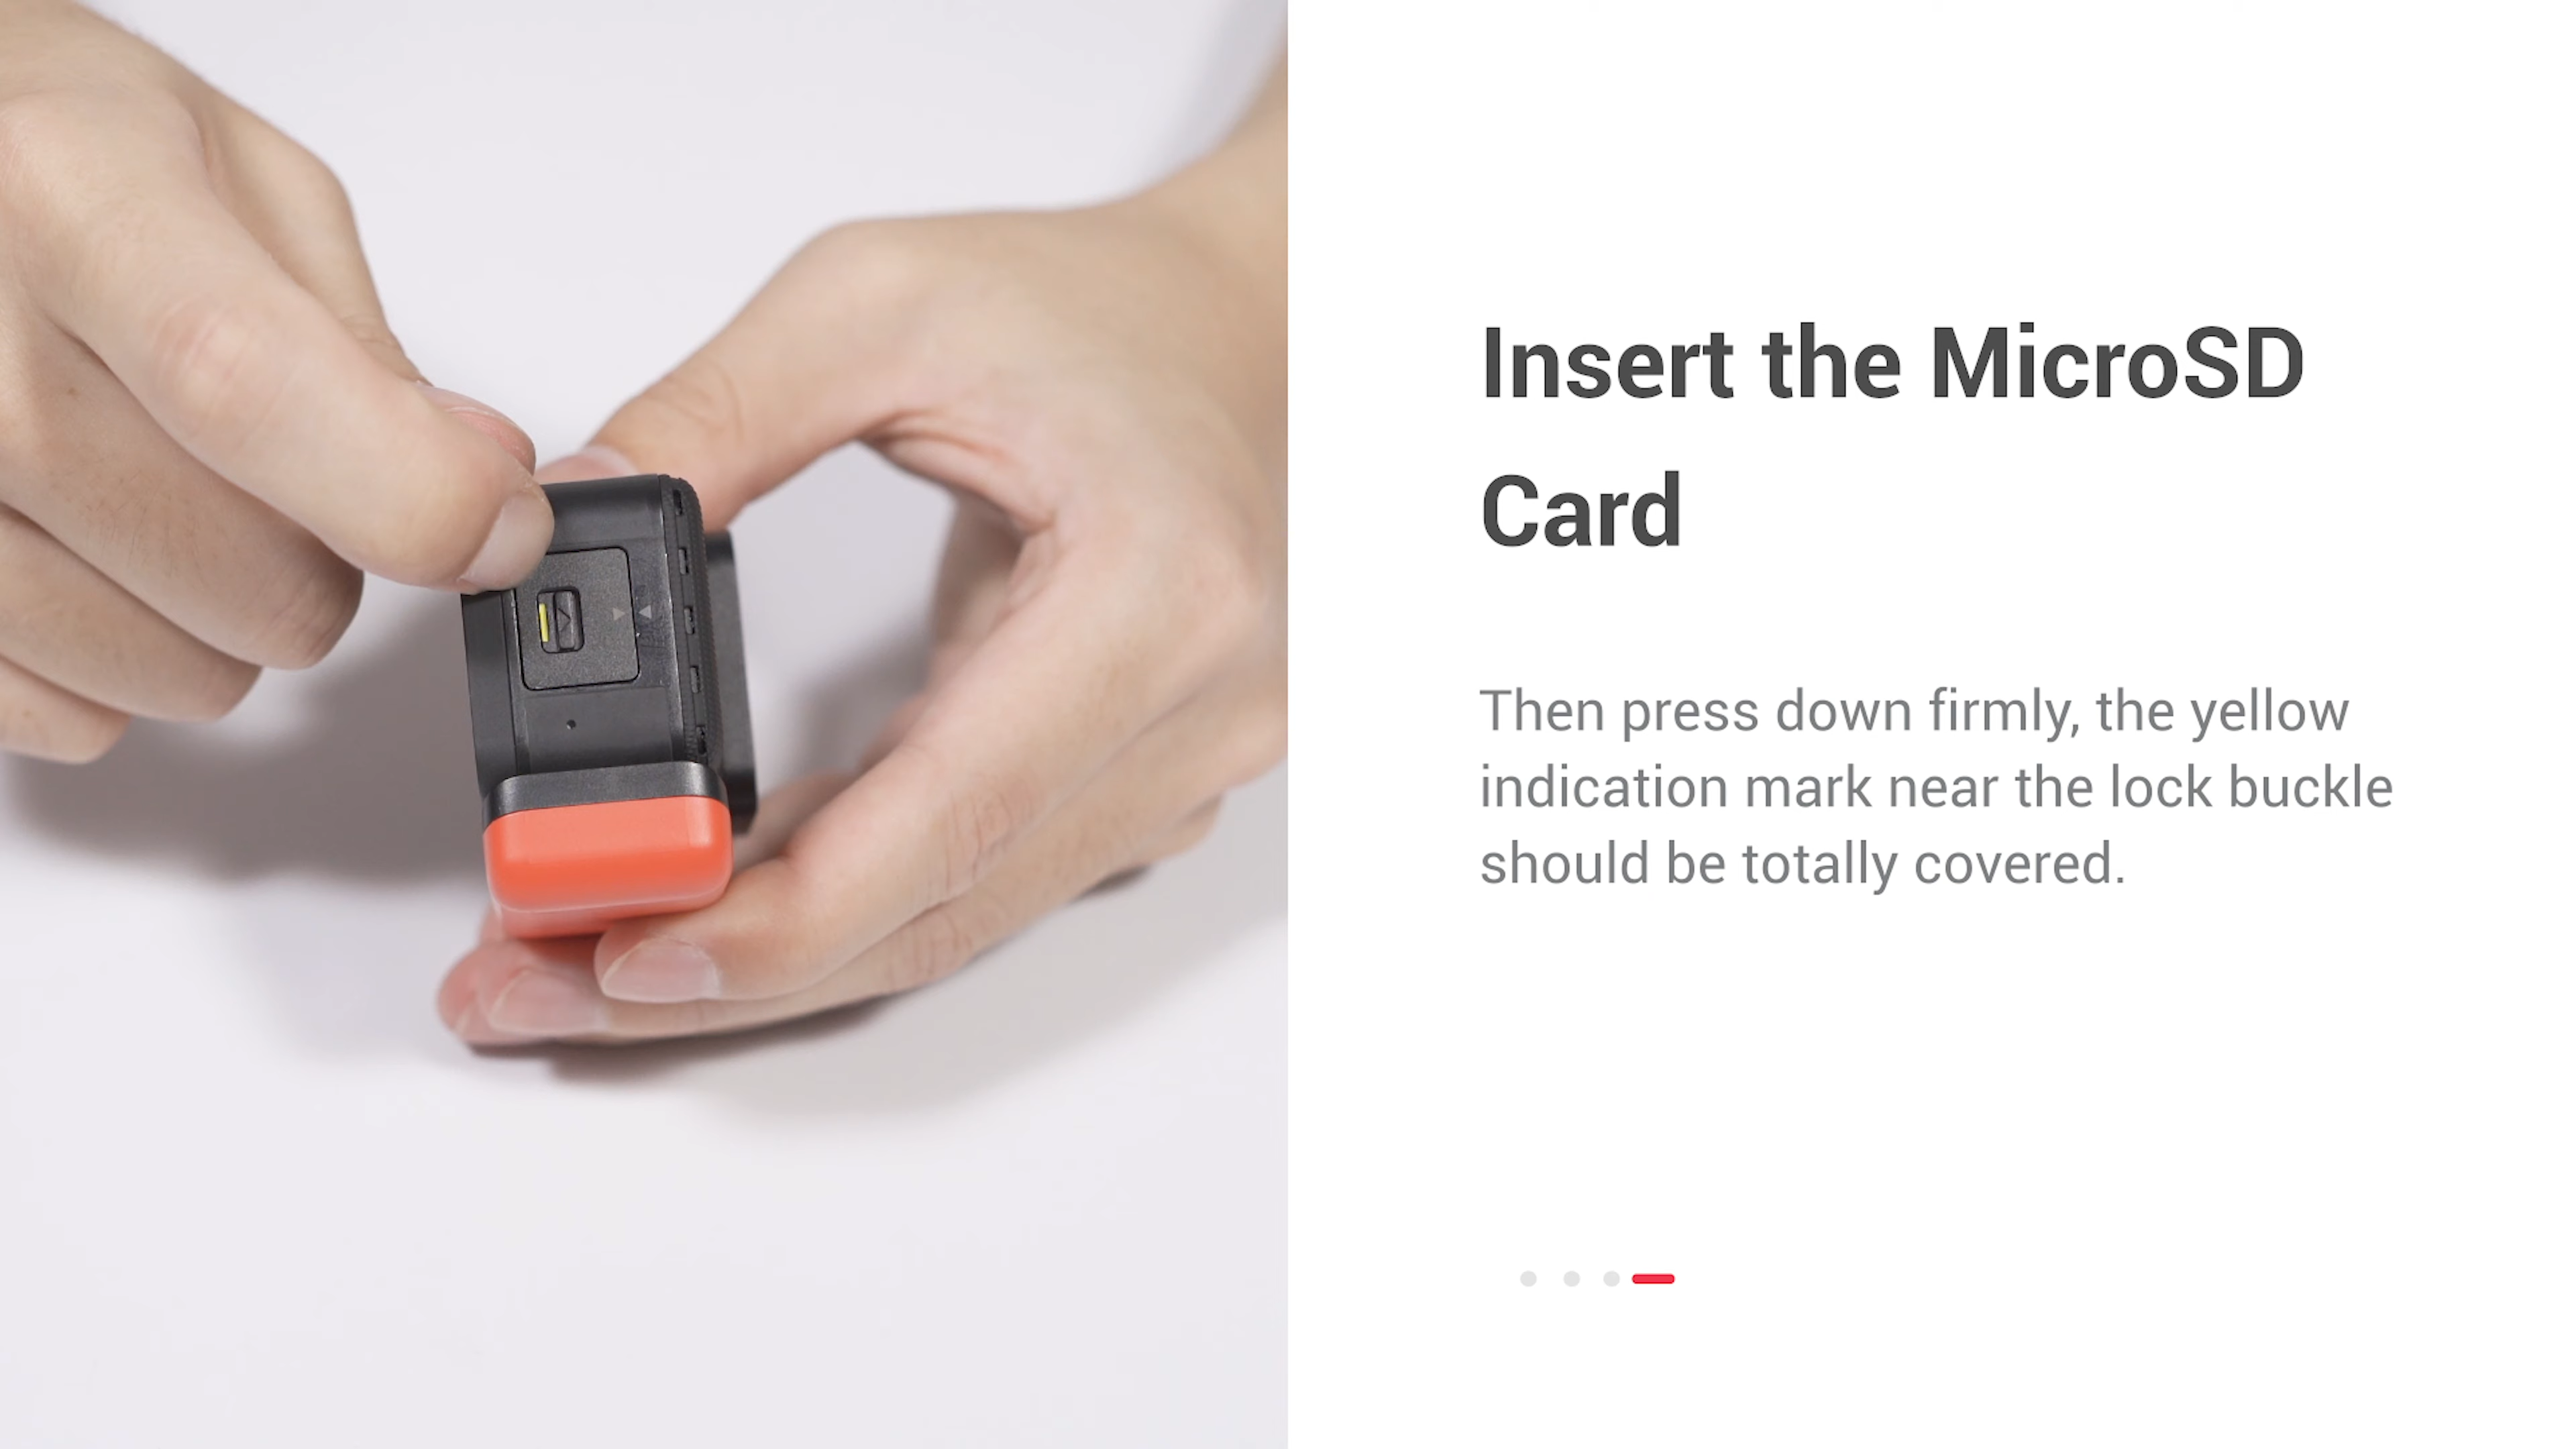 Insert the MicroSD
Card
Then press down firmly, the yellow
indication mark near the lock buckle
should be totally covered.